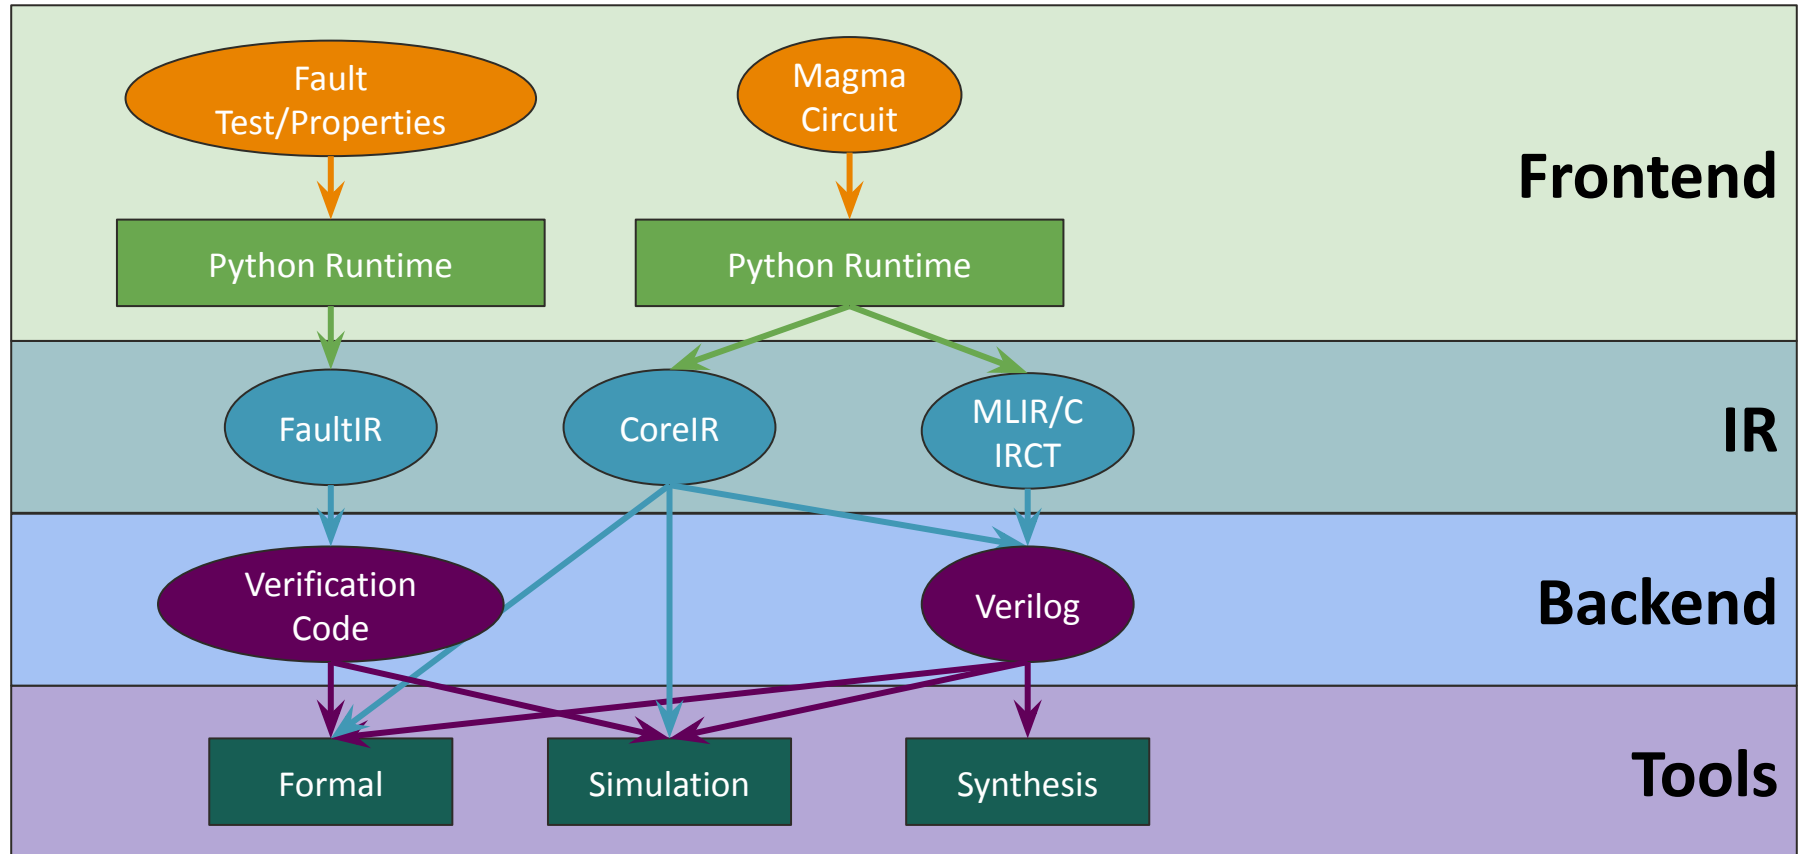 Fault
Test/Properties
Magma
Circuit
Frontend
Python Runtime
Python Runtime
FaultIR
CoreIR
MLIR/C
IRCT
IR
Verification
Code
Verilog
Backend
Formal
Simulation
Synthesis
Tools